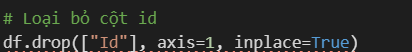 # Loại bỏ cột id
df.drop(["Id"], axis=1, inplace=True)